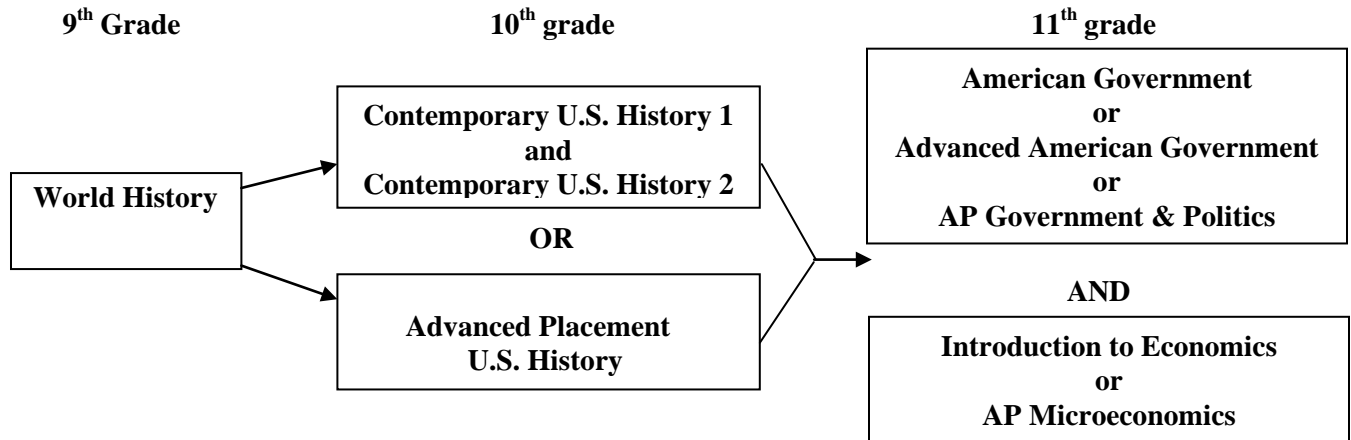 9th Grade
10th grade
11th grade
World History
Contemporary U.S. History 1
and
Contemporary U.S. History 2
OR
Advanced Placement
U.S. History
American Government
or
Advanced American Government
or
AP Government & Politics
AND
Introduction to Economics
or
AP Microeconomics